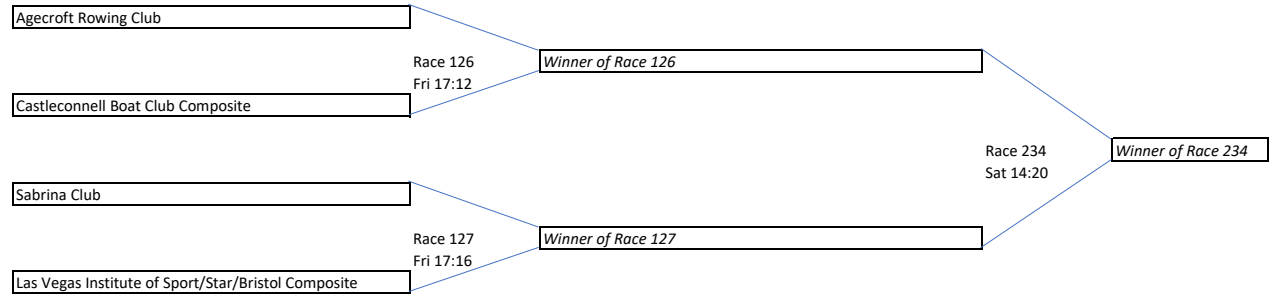 Agecroft Rowing Club
Race 126
Fri 17:12
Winner of Race 126
Castleconnell Boat Club Composite
Race 234
Sat 14:20
Winner of Race 234
Sabrina Club
Race 127
Fri 17:16
Winner of Race 127
Las Vegas Institute of Sport/Star/Bristol Composite